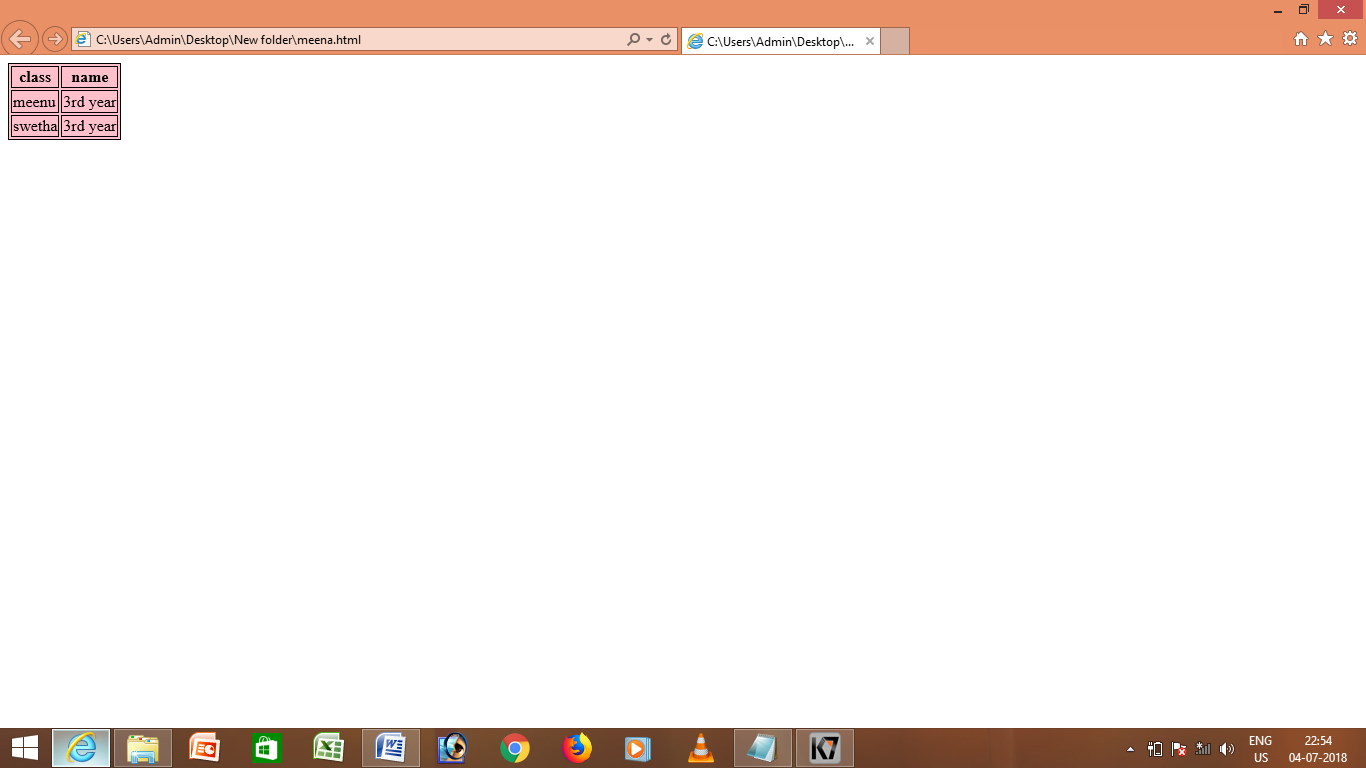 C:\Users\Admin\Desktop\New folder\meena.html
C:\Users\Admin\Desktop\...
class name
meenu 3rd year
swetha 3rd year
K7
ENG 22:54
US 04-07-2018